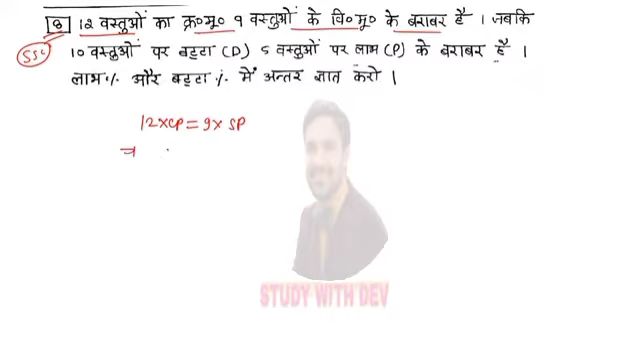 8 12 वस्तुओं का क्र०मू० 9 वस्तुओं के वि०मू० के बराबर है । जबकि
SSC 10 वस्तुओं पर बट्टा (D) 5 वस्तुओं पर लाभ (P) के बराबर है ।
लाभ% और बट्टा % में अन्तर ज्ञात करो ।
12×CP = 9× SP
⇒
STUDY WITH DEV